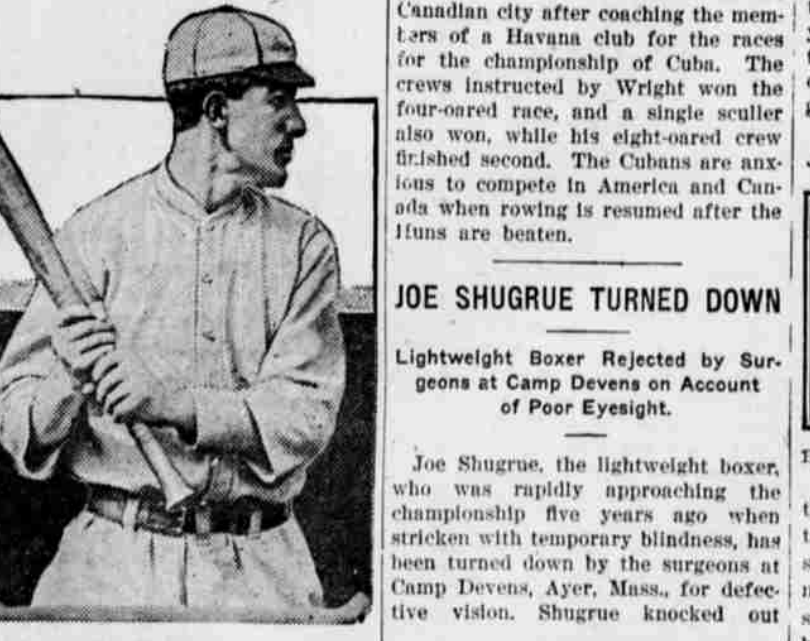 Canadian city after coaching the mem-
bers of a Havana club for the races
for the championship of Cuba. The
crews instructed by Wright won the
four-oared race, and a single sculler
also won, while his eight-oared crew
finished second. The Cubans are anx-
ious to compete in America and Can-
ada when rowing is resumed after the
Huns are beaten.
JOE SHUGRUE TURNED DOWN
Lightweight Boxer Rejected by Sur-
geons at Camp Devens on Account
of Poor Eyesight.
Joe Shugrue, the lightweight boxer,
who was rapidly approaching the
championship five years ago when
stricken with temporary blindness, has
been turned down by the surgeons at
Camp Devens, Ayer, Mass., for defec-
tive vision. Shugrue knocked out